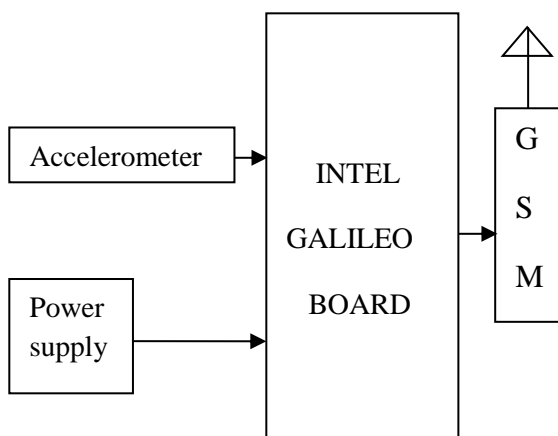 Accelerometer
Power
supply
INTEL
GALILEO
BOARD
G
S
M